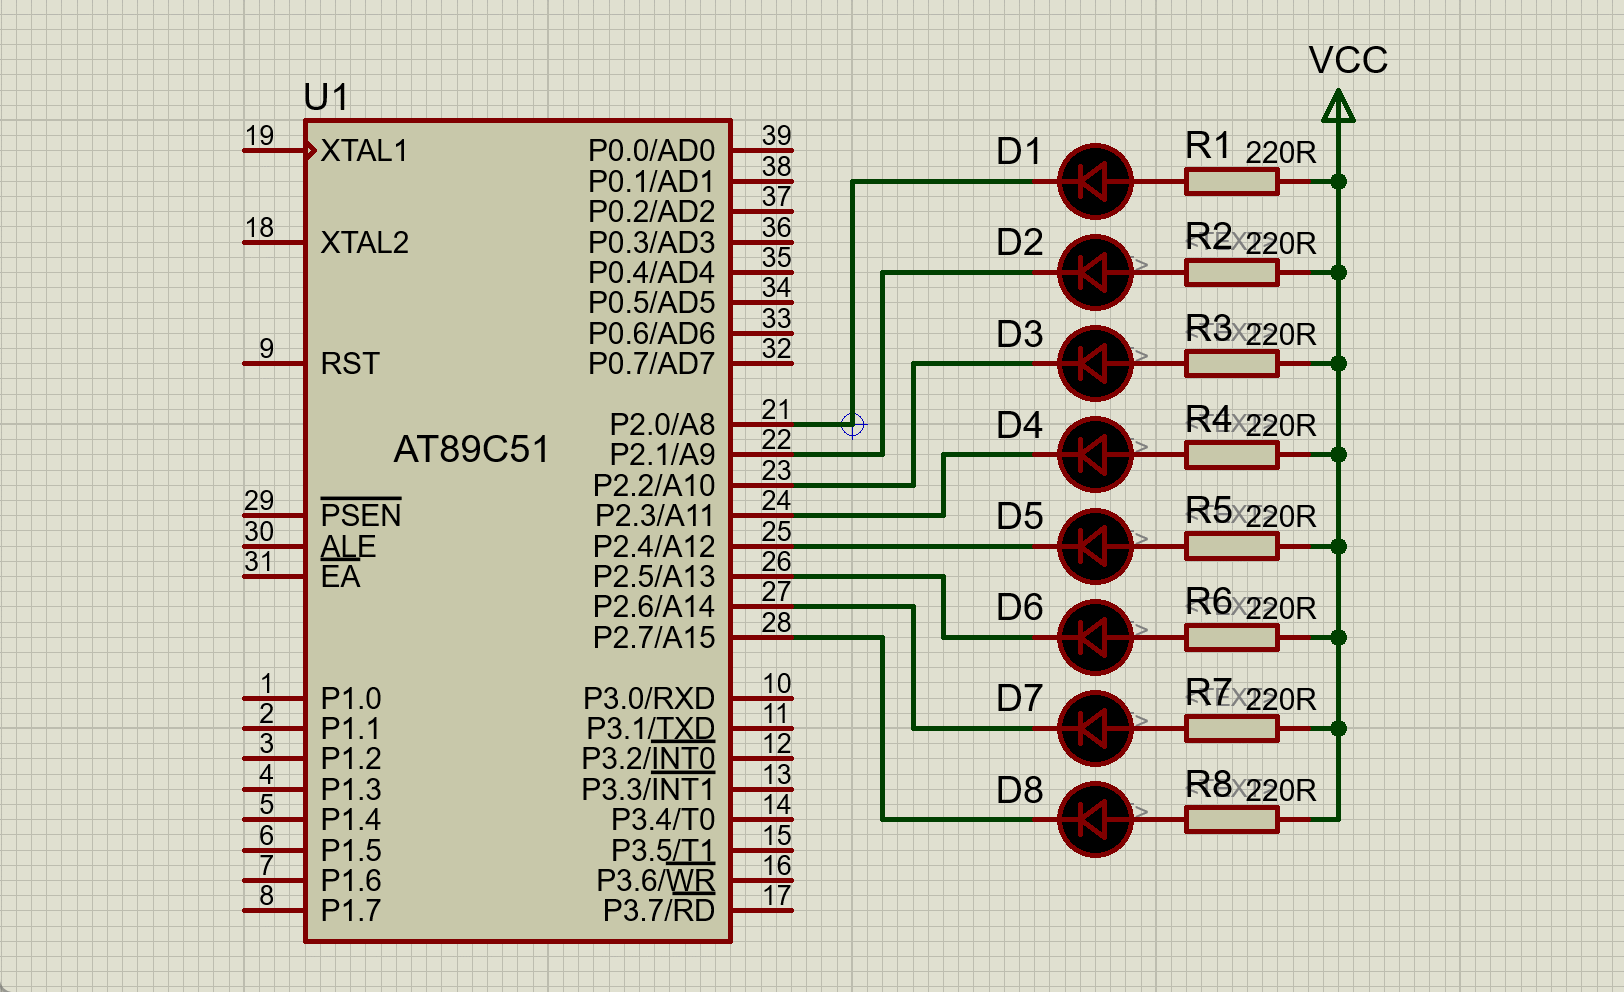 VCC
U1
19 XTAL1
18 XTAL2
9 RST
AT89C51
29 PSEN
30 ALE
31 EA
1 P1.0
2 P1.1
3 P1.2
4 P1.3
5 P1.4
6 P1.5
7 P1.6
8 P1.7
P0.0/AD0 39
P0.1/AD1 38
P0.2/AD2 37
P0.3/AD3 36
P0.4/AD4 35
P0.5/AD5 34
P0.6/AD6 33
P0.7/AD7 32
P2.0/A8 21
P2.1/A9 22
P2.2/A10 23
P2.3/A11 24
P2.4/A12 25
P2.5/A13 26
P2.6/A14 27
P2.7/A15 28
P3.0/RXD 10
P3.1/TXD 11
P3.2/INT0 12
P3.3/INT1 13
P3.4/T0 14
P3.5/T1 15
P3.6/WR 16
P3.7/RD 17
D1 R1 220R
D2 R2 220R
D3 R3 220R
D4 R4 220R
D5 R5 220R
D6 R6 220R
D7 R7 220R
D8 R8 220R